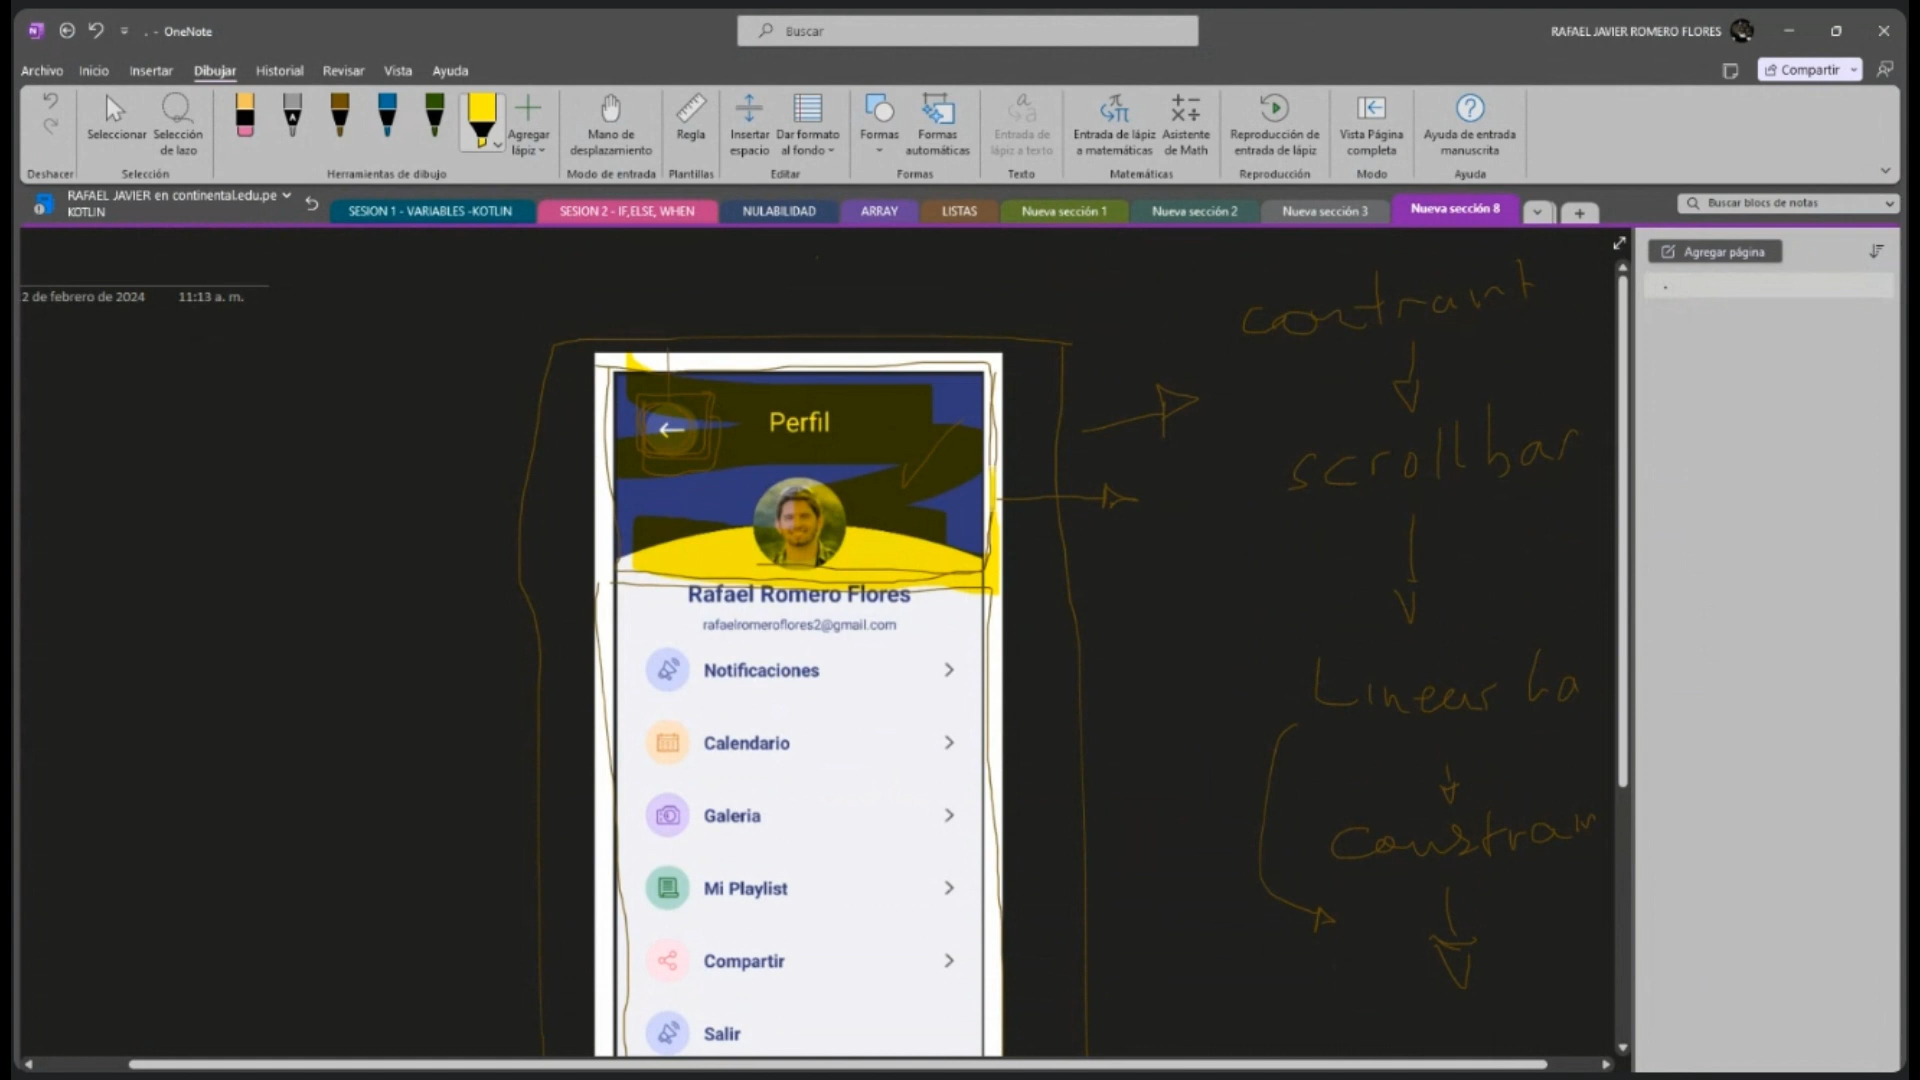 . - OneNote
Buscar
RAFAEL JAVIER ROMERO FLORES
Archivo Inicio Insertar Dibujar Historial Revisar Vista Ayuda
Compartir
Deshacer
Seleccionar
Selección de lazo
Selección
Agregar lápiz
Herramientas de dibujo
Mano de desplazamiento
Modo de entrada
Regla
Plantillas
Insertar espacio
Dar formato al fondo
Editar
Formas
Formas automáticas
Formas
Entrada de lápiz a texto
Texto
Entrada de lápiz a matemáticas
Asistente de Math
Matemáticas
Reproducción de entrada de lápiz
Reproducción
Vista Página completa
Modo
Ayuda de entrada manuscrita
Ayuda
RAFAEL JAVIER en continental.edu.pe
KOTLIN
SESION 1 - VARIABLES -KOTLIN
SESION 2 - IF,ELSE, WHEN
NULABILIDAD
ARRAY
LISTAS
Nueva sección 1
Nueva sección 2
Nueva sección 3
Nueva sección 8
Buscar blocs de notas
Agregar página
2 de febrero de 2024 11:13 a. m.
Perfil
Rafael Romero Flores
rafaelromeroflores2@gmail.com
Notificaciones
Calendario
Galeria
Mi Playlist
Compartir
Salir
contraint
scrollbar
Linear La
Constrain